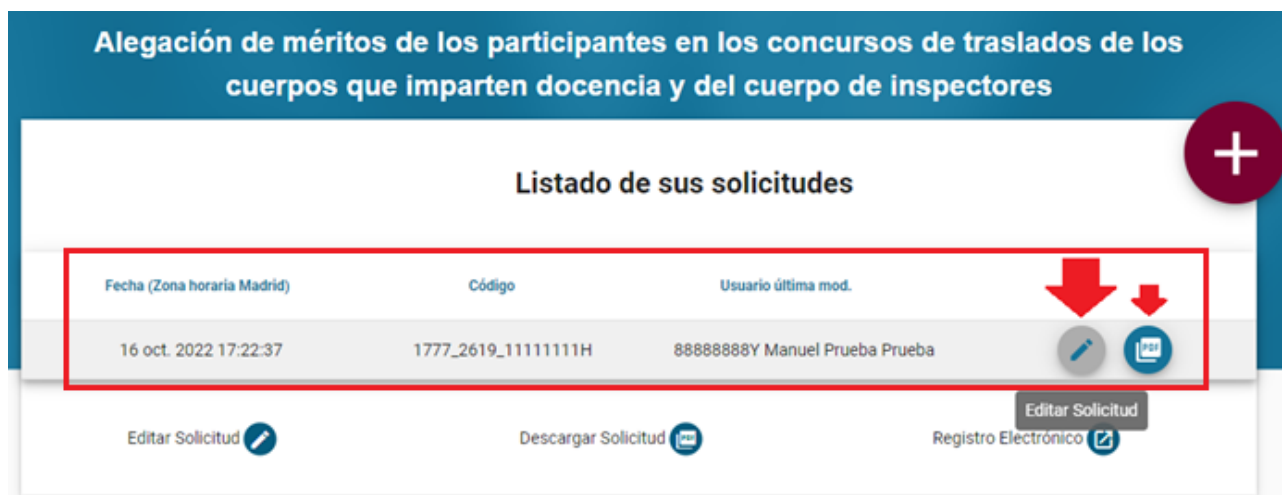 Alegación de méritos de los participantes en los concursos de traslados de los
cuerpos que imparten docencia y del cuerpo de inspectores
+
Listado de sus solicitudes
Fecha (Zona horaria Madrid) Código Usuario última mod.
16 oct. 2022 17:22:37 1777_2619_11111111H 88888888Y Manuel Prueba Prueba PDF
Editar Solicitud
Editar Solicitud Descargar Solicitud PDF Registro Electrónico